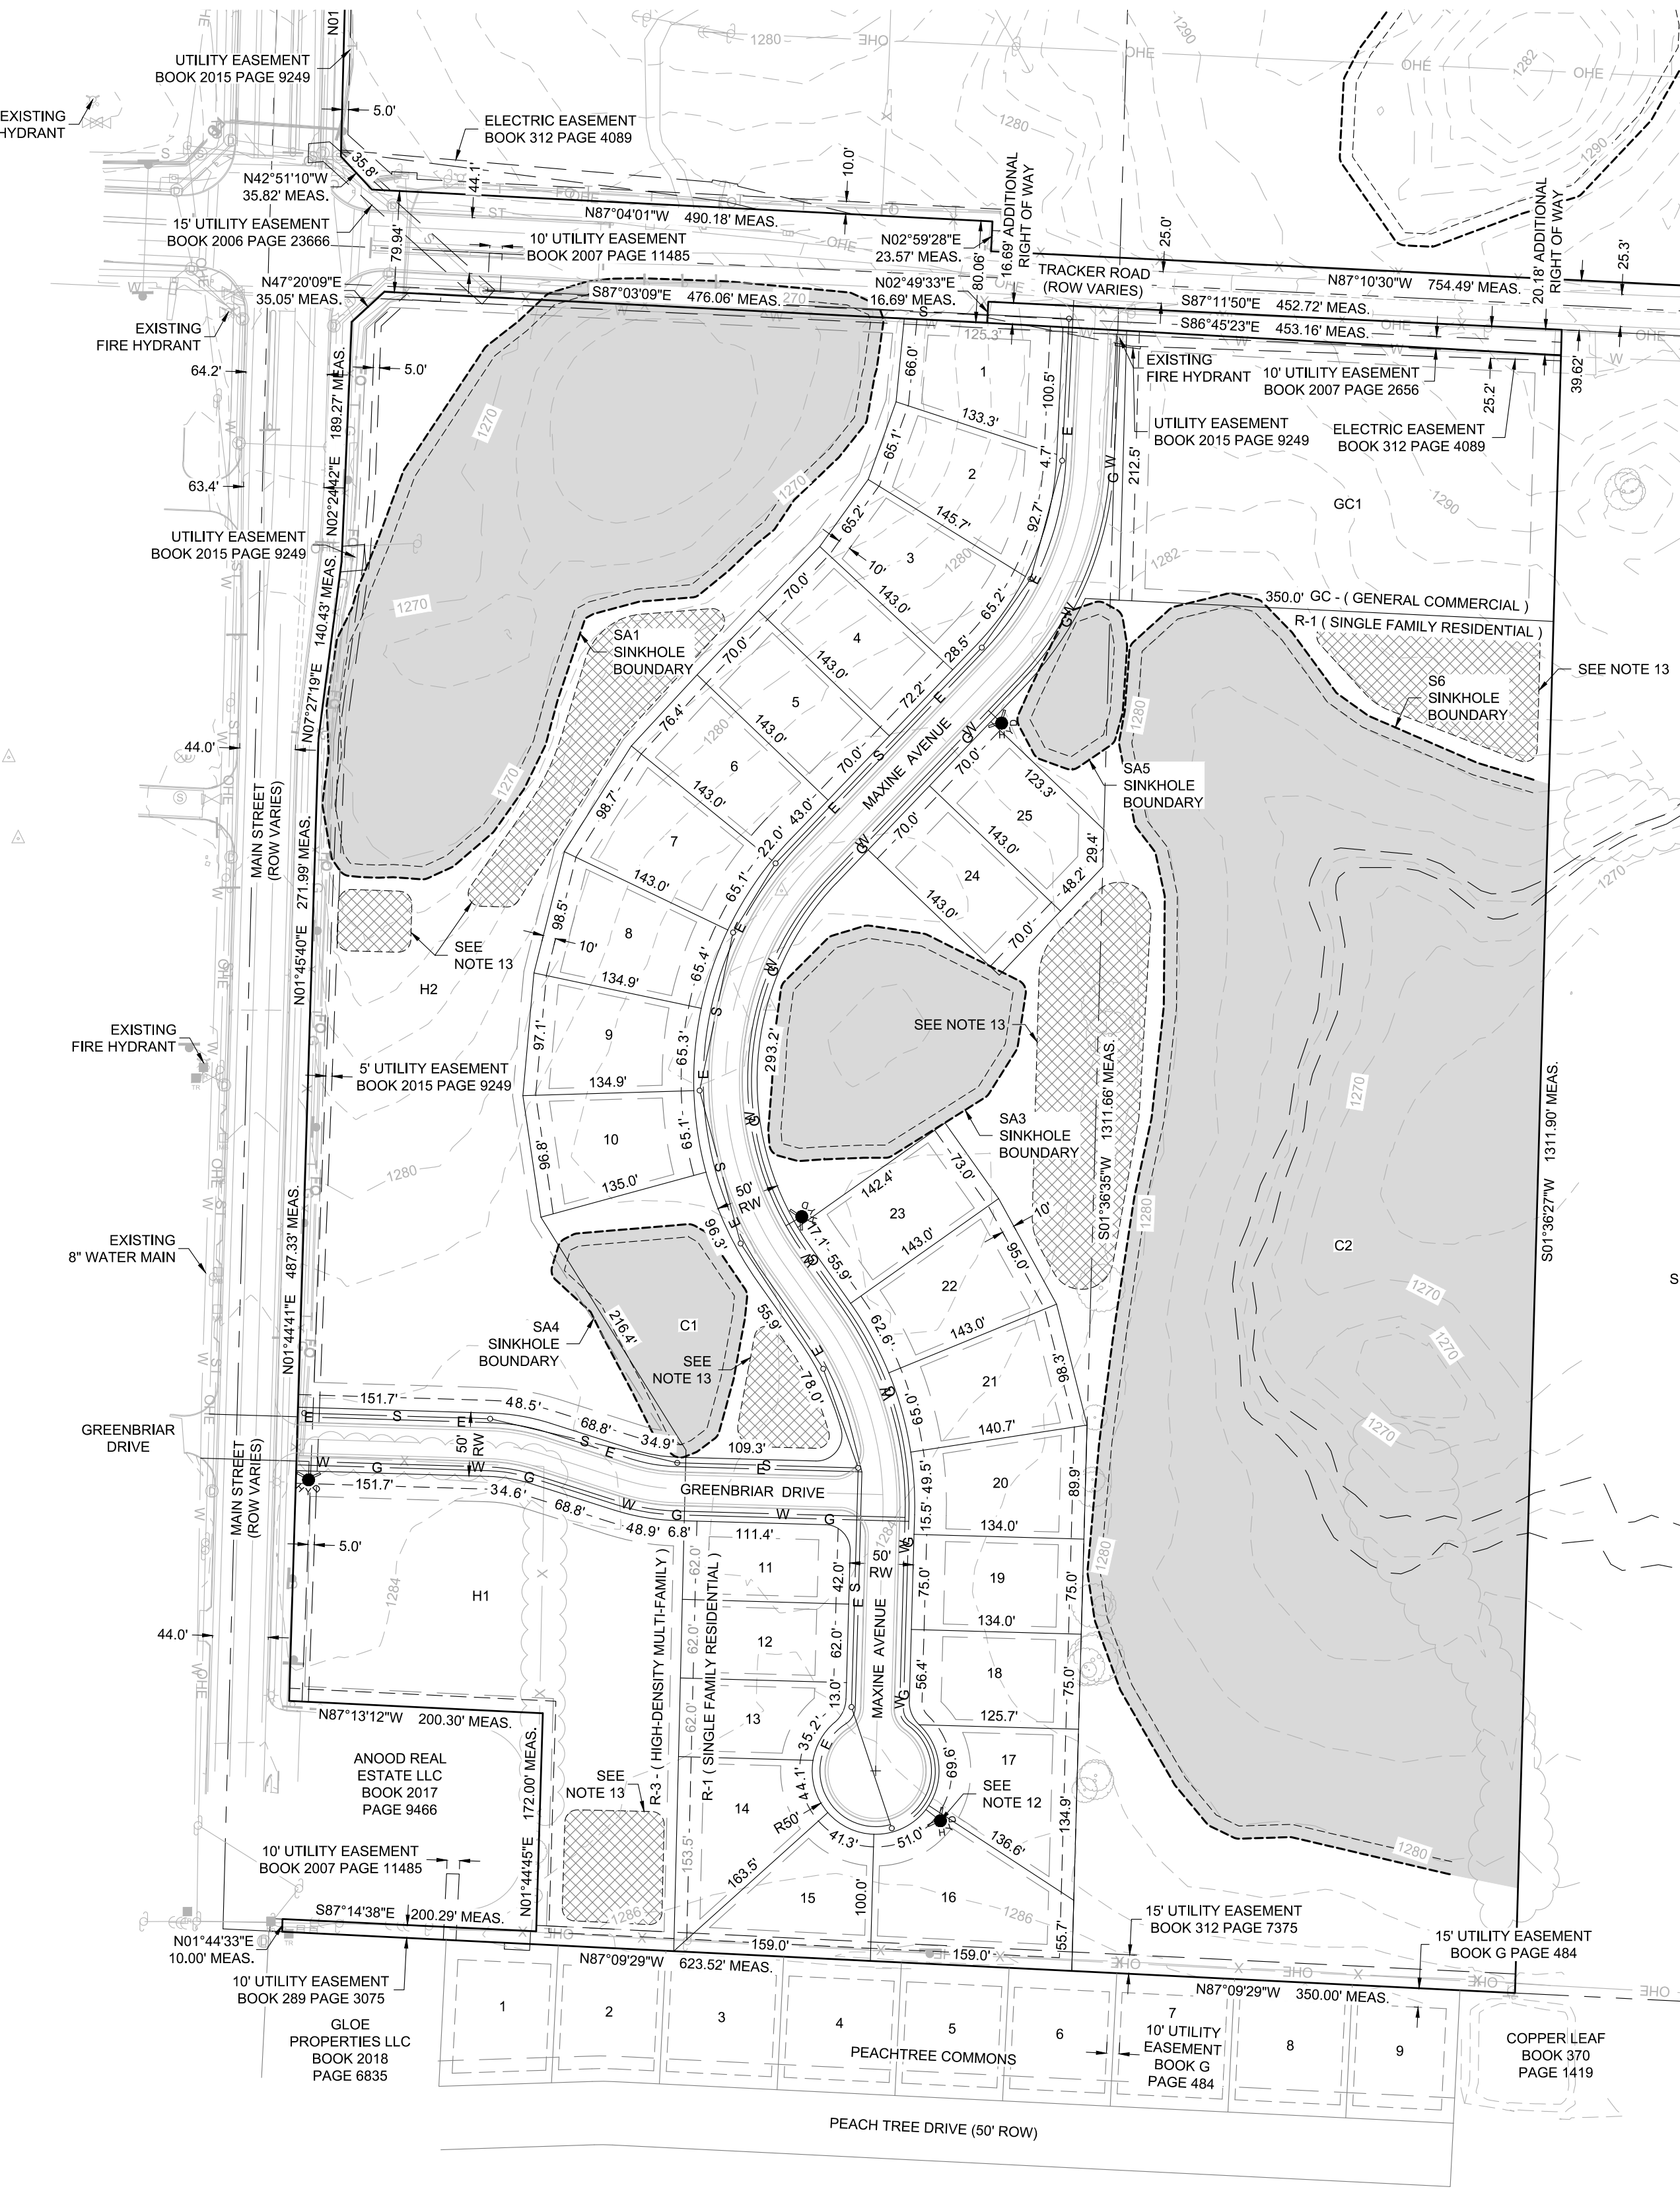 N01
UTILITY EASEMENT
BOOK 2015 PAGE 9249
EXISTING
HYDRANT
5.0'
ELECTRIC EASEMENT
BOOK 312 PAGE 4089
1280
OHE
OHE
OHE
OHE
1290
1282
1280
1290
35.8'
44.1'
10.0'
N42°51'10"W
35.82' MEAS.
15' UTILITY EASEMENT
BOOK 2006 PAGE 23666
79.94'
N87°04'01"W 490.18' MEAS.
10' UTILITY EASEMENT
BOOK 2007 PAGE 11485
N02°59'28"E
23.57' MEAS.
80.06'
16.69' ADDITIONAL
RIGHT OF WAY
TRACKER ROAD
(ROW VARIES)
25.0'
N87°10'30"W 754.49' MEAS.
20.18' ADDITIONAL
RIGHT OF WAY
25.3'
N47°20'09"E
35.05' MEAS.
S87°03'09"E 476.06' MEAS.
N02°49'33"E
16.69' MEAS.
S87°11'50"E 452.72' MEAS.
S86°45'23"E 453.16' MEAS.
125.3'
EXISTING
FIRE HYDRANT
64.2'
5.0'
66.0'
1
100.5'
EXISTING
FIRE HYDRANT
10' UTILITY EASEMENT
BOOK 2007 PAGE 2656
25.2'
39.62'
N02°24'42"E 189.27' MEAS.
1270
133.3'
UTILITY EASEMENT
BOOK 2015 PAGE 9249
ELECTRIC EASEMENT
BOOK 312 PAGE 4089
63.4'
65.1'
2
4.7'
212.5'
1270
65.2'
145.7'
92.7'
GC1
1290
UTILITY EASEMENT
BOOK 2015 PAGE 9249
10'
3
1280
1282
N07°27'19"E 140.43' MEAS.
1270
70.0'
143.0'
65.2'
350.0' GC - ( GENERAL COMMERCIAL )
R-1 ( SINGLE FAMILY RESIDENTIAL )
SA1
SINKHOLE
BOUNDARY
70.0'
4
28.5'
143.0'
SEE NOTE 13
S6
SINKHOLE
BOUNDARY
76.4'
5
72.2'
1280
143.0'
1280
44.0'
70.0'
MAXINE AVENUE
70.0'
SA5
SINKHOLE
BOUNDARY
1270
98.7'
6
143.0'
43.0'
123.3'
MAIN STREET
(ROW VARIES)
N01°45'40"E 271.99' MEAS.
7
22.0'
70.0'
25
143.0'
29.4'
143.0'
65.1'
24
48.2'
1270
98.5'
143.0'
SEE
NOTE 13
10'
8
65.4'
70.0'
H2
134.9'
EXISTING
FIRE HYDRANT
97.1'
9
65.3'
293.2'
SEE NOTE 13
S01°36'35"W 1311.66' MEAS.
S01°36'27"W 1311.90' MEAS.
5' UTILITY EASEMENT
BOOK 2015 PAGE 9249
134.9'
1270
SA3
SINKHOLE
BOUNDARY
96.8'
10
65.1'
73.0'
1280
135.0'
50'
RW
142.4'
10'
1280
EXISTING
8" WATER MAIN
N01°44'41"E 487.33' MEAS.
96.3'
17.1'
23
143.0'
95.0'
C2
55.9'
22
1270
216.4'
C1
55.9'
62.6'
143.0'
SA4
SINKHOLE
BOUNDARY
SEE
NOTE 13
78.0'
21
98.3'
1270
151.7'
48.5'
68.8'
34.9'
109.3'
65.0'
140.7'
1270
GREENBRIAR
DRIVE
50'
RW
MAIN STREET
(ROW VARIES)
GREENBRIAR DRIVE
49.5'
20
89.9'
151.7'
34.6'
68.8'
48.9'
6.8'
111.4'
15.5'
134.0'
1284
5.0'
11
50'
RW
1280
1284
H1
62.0'
42.0'
75.0'
19
75.0'
134.0'
44.0'
R-3 - ( HIGH-DENSITY MULTI-FAMILY )
62.0'
R-1 ( SINGLE FAMILY RESIDENTIAL )
12
62.0'
MAXINE AVENUE
56.4'
18
75.0'
13.0'
N87°13'12"W 200.30' MEAS.
62.0'
13
35.2'
125.7'
ANOOD REAL
ESTATE LLC
BOOK 2017
PAGE 9466
N01°44'45"E 172.00' MEAS.
SEE
NOTE 13
44.1'
69.6'
17
SEE
NOTE 12
14
R50'
134.9'
41.3'
51.0'
136.6'
1280
10' UTILITY EASEMENT
BOOK 2007 PAGE 11485
153.5'
163.5'
100.0'
15
16
1286
1286
S87°14'38"E 200.29' MEAS.
15' UTILITY EASEMENT
BOOK 312 PAGE 7375
15' UTILITY EASEMENT
BOOK G PAGE 484
N01°44'33"E
10.00' MEAS.
159.0'
159.0'
55.7'
N87°09'29"W 623.52' MEAS.
N87°09'29"W 350.00' MEAS.
10' UTILITY EASEMENT
BOOK 289 PAGE 3075
1
2
3
4
5
6
7
8
9
10' UTILITY
EASEMENT
BOOK G
PAGE 484
GLOE
PROPERTIES LLC
BOOK 2018
PAGE 6835
PEACHTREE COMMONS
COPPER LEAF
BOOK 370
PAGE 1419
PEACH TREE DRIVE (50' ROW)